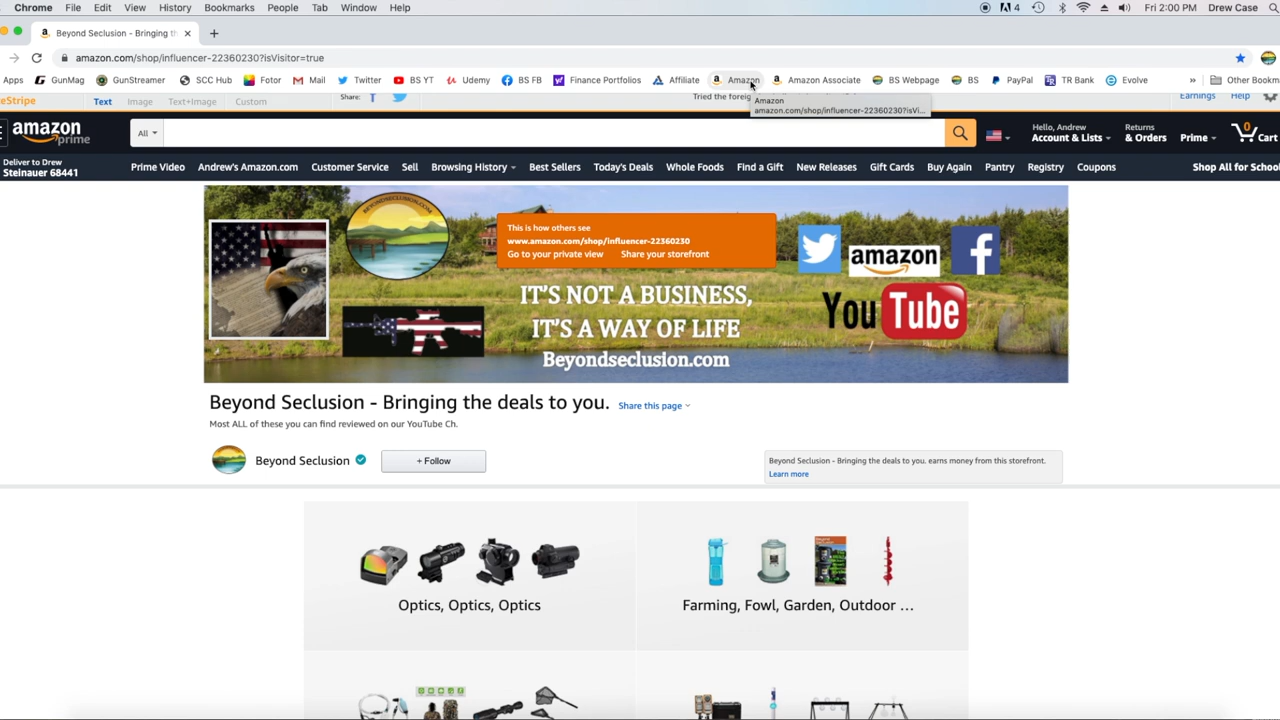 Chrome File Edit View History Bookmarks People Tab Window Help 4 Fri 2:00 PM Drew Case
Beyond Seclusion - Bringing th
amazon.com/shop/influencer-22360230?isVisitor=true
Apps GunMag GunStreamer SCC Hub Fotor Mail Twitter BS YT Udemy BS FB Finance Portfolios Affiliate Amazon Amazon Associate BS Webpage BS PayPal TR Bank Evolve Other Bookm
eStripe Text Image Text+Image Custom Share: Tried the foreig Earnings Help
Amazon
amazon.com/shop/influencer-22360230?isVi...
amazon prime All Hello, Andrew Account & Lists Returns & Orders Prime 0 Cart
Deliver to Drew
Steinauer 68441
Prime Video Andrew's Amazon.com Customer Service Sell Browsing History Best Sellers Today's Deals Whole Foods Find a Gift New Releases Gift Cards Buy Again Pantry Registry Coupons Shop All for School
BEYONDSECLUSION.COM
This is how others see
www.amazon.com/shop/influencer-22360230
Go to your private view Share your storefront
amazon
YouTube
IT'S NOT A BUSINESS,
IT'S A WAY OF LIFE
Beyondseclusion.com
Beyond Seclusion - Bringing the deals to you. Share this page
Most ALL of these you can find reviewed on our YouTube Ch.
Beyond Seclusion + Follow
Beyond Seclusion - Bringing the deals to you. earns money from this storefront.
Learn more
Optics, Optics, Optics
Farming, Fowl, Garden, Outdoor ...